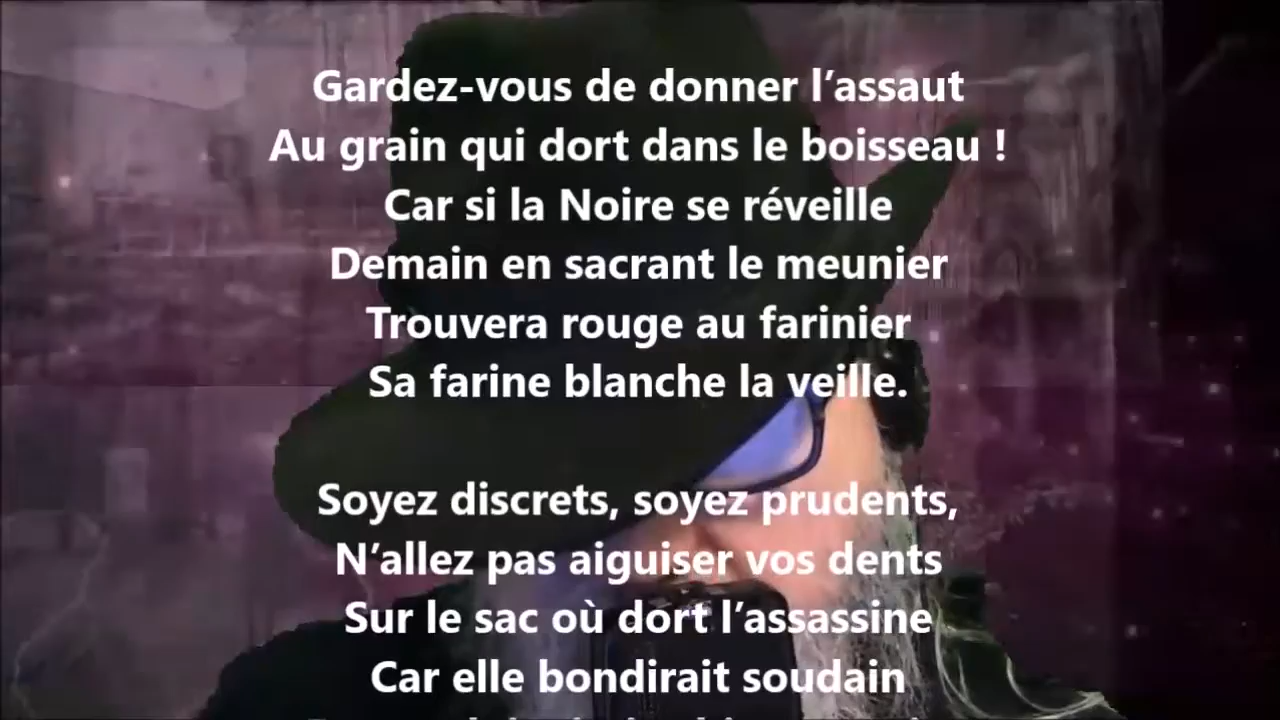 Gardez-vous de donner l’assaut
Au grain qui dort dans le boisseau !
Car si la Noire se réveille
Demain en sacrant le meunier
Trouvera rouge au farinier
Sa farine blanche la veille.
Soyez discrets, soyez prudents,
N’allez pas aiguiser vos dents
Sur le sac où dort l’assassine
Car elle bondirait soudain